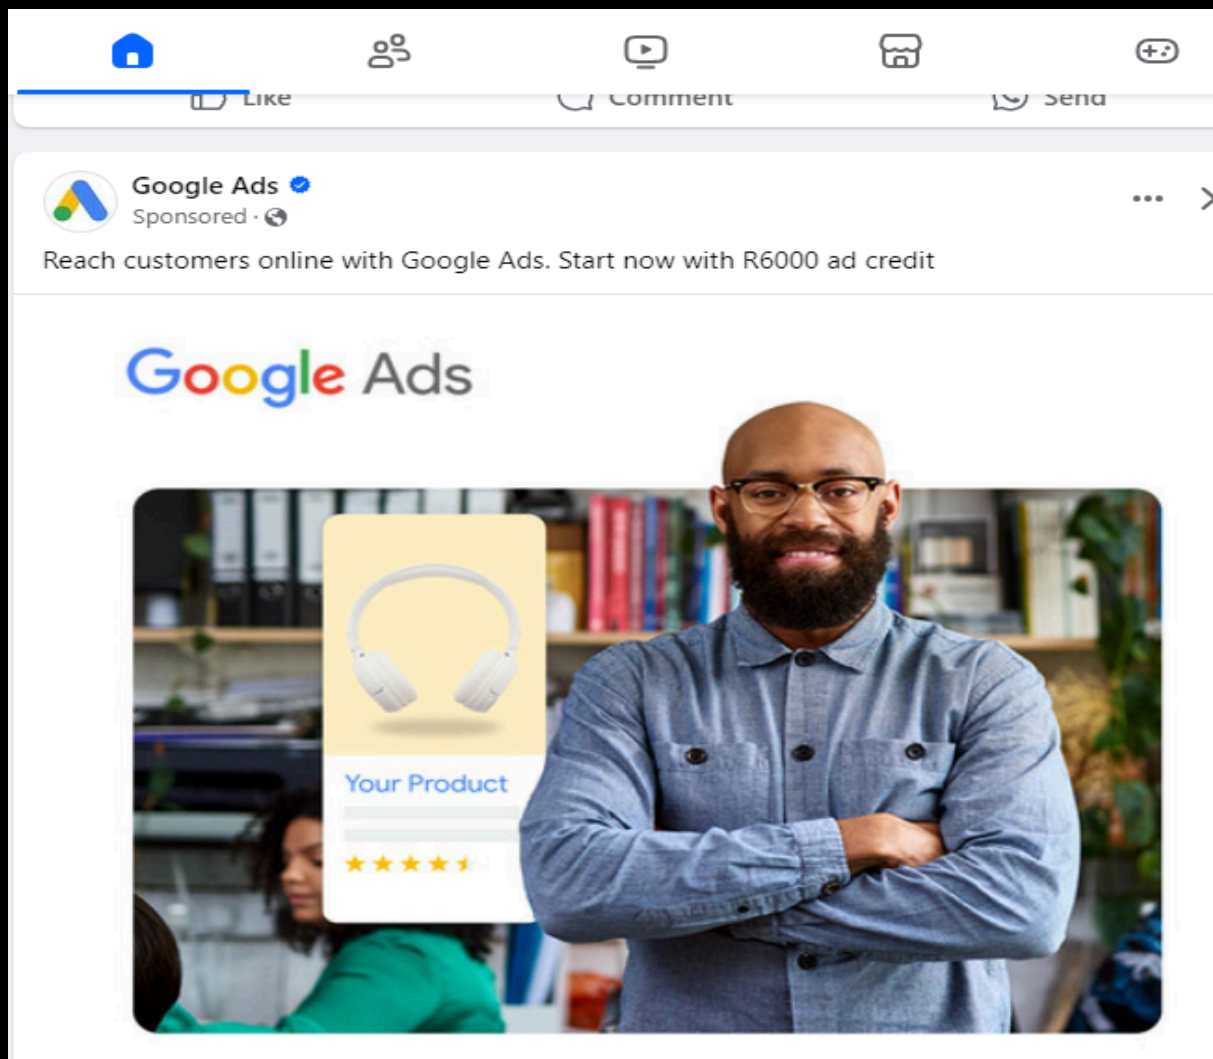 Like
Comment
Send
Google Ads
Sponsored ·
Reach customers online with Google Ads. Start now with R6000 ad credit
Google Ads
Your Product